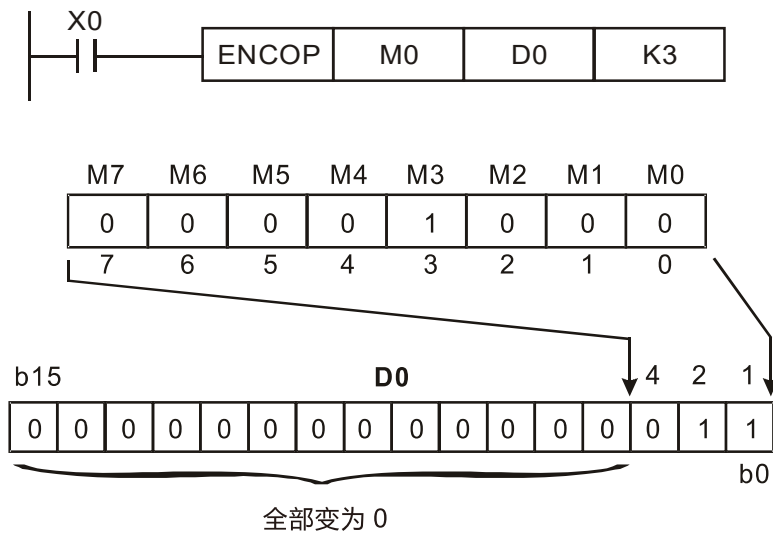 X0
ENCOP M0 D0 K3
M7 M6 M5 M4 M3 M2 M1 M0
0 0 0 0 1 0 0 0
7 6 5 4 3 2 1 0
b15 D0 4 2 1
0 0 0 0 0 0 0 0 0 0 0 0 0 0 1 1
b0
全部变为 0